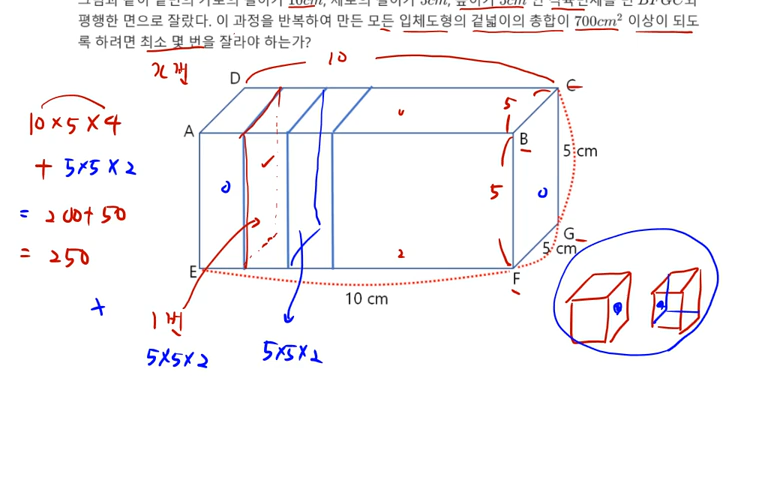 평행한 면으로 잘랐다. 이 과정을 반복하여 만든 모든 입체도형의 겉넓이의 총합이 700cm² 이상이 되도
록 하려면 최소 몇 번을 잘라야 하는가?
x번
10
D
C
A
B
5
5
5 cm
10×5×4
+ 5×5×2
= 200+50
= 250
+
0
0
2
E
F
G
5 cm
10 cm
1번
5×5×2
5×5×2